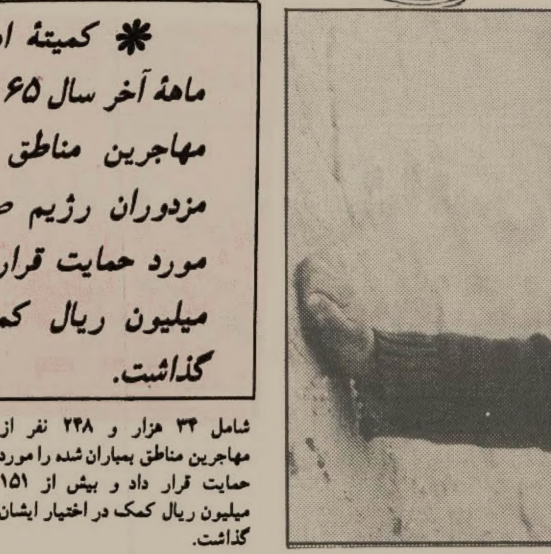 ❋ کمیتهٔ
ماههٔ آخر سال ۶۵
مهاجرین مناطق
مزدوران رژیم
مورد حمایت قرار
میلیون ریال
گذاشت.
شامل ۳۴ هزار و ۲۴۸ نفر از
مهاجرین مناطق بمباران شده را مورد
حمایت قرار داد و بیش از ۱۵۱
میلیون ریال کمک در اختیار ایشان
گذاشت.